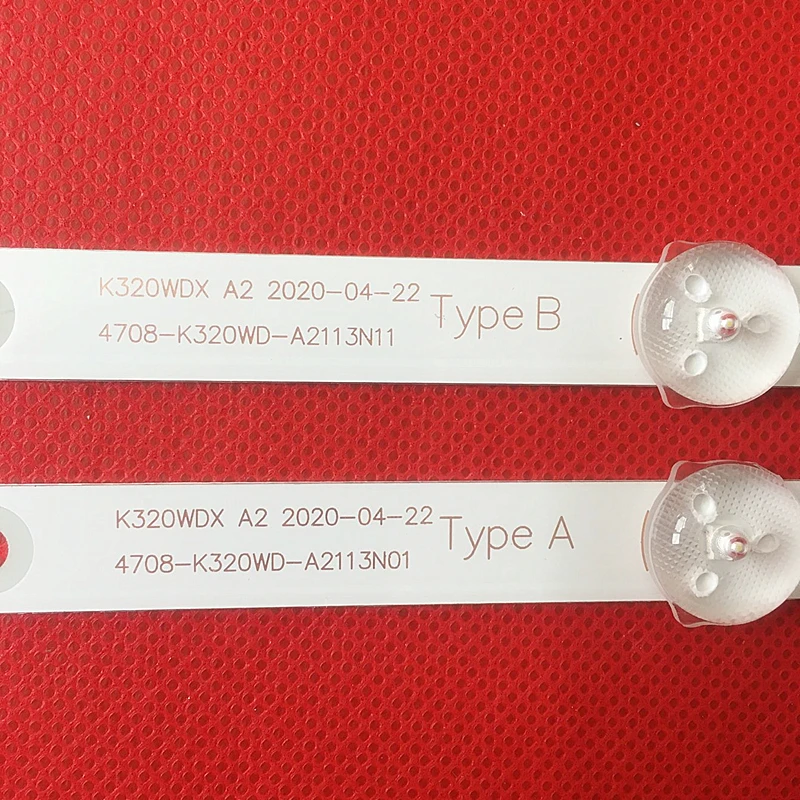 K320WDX A2 2020-04-22
4708-K320WD-A2113N11
Type B
K320WDX A2 2020-04-22
4708-K320WD-A2113N01
Type A